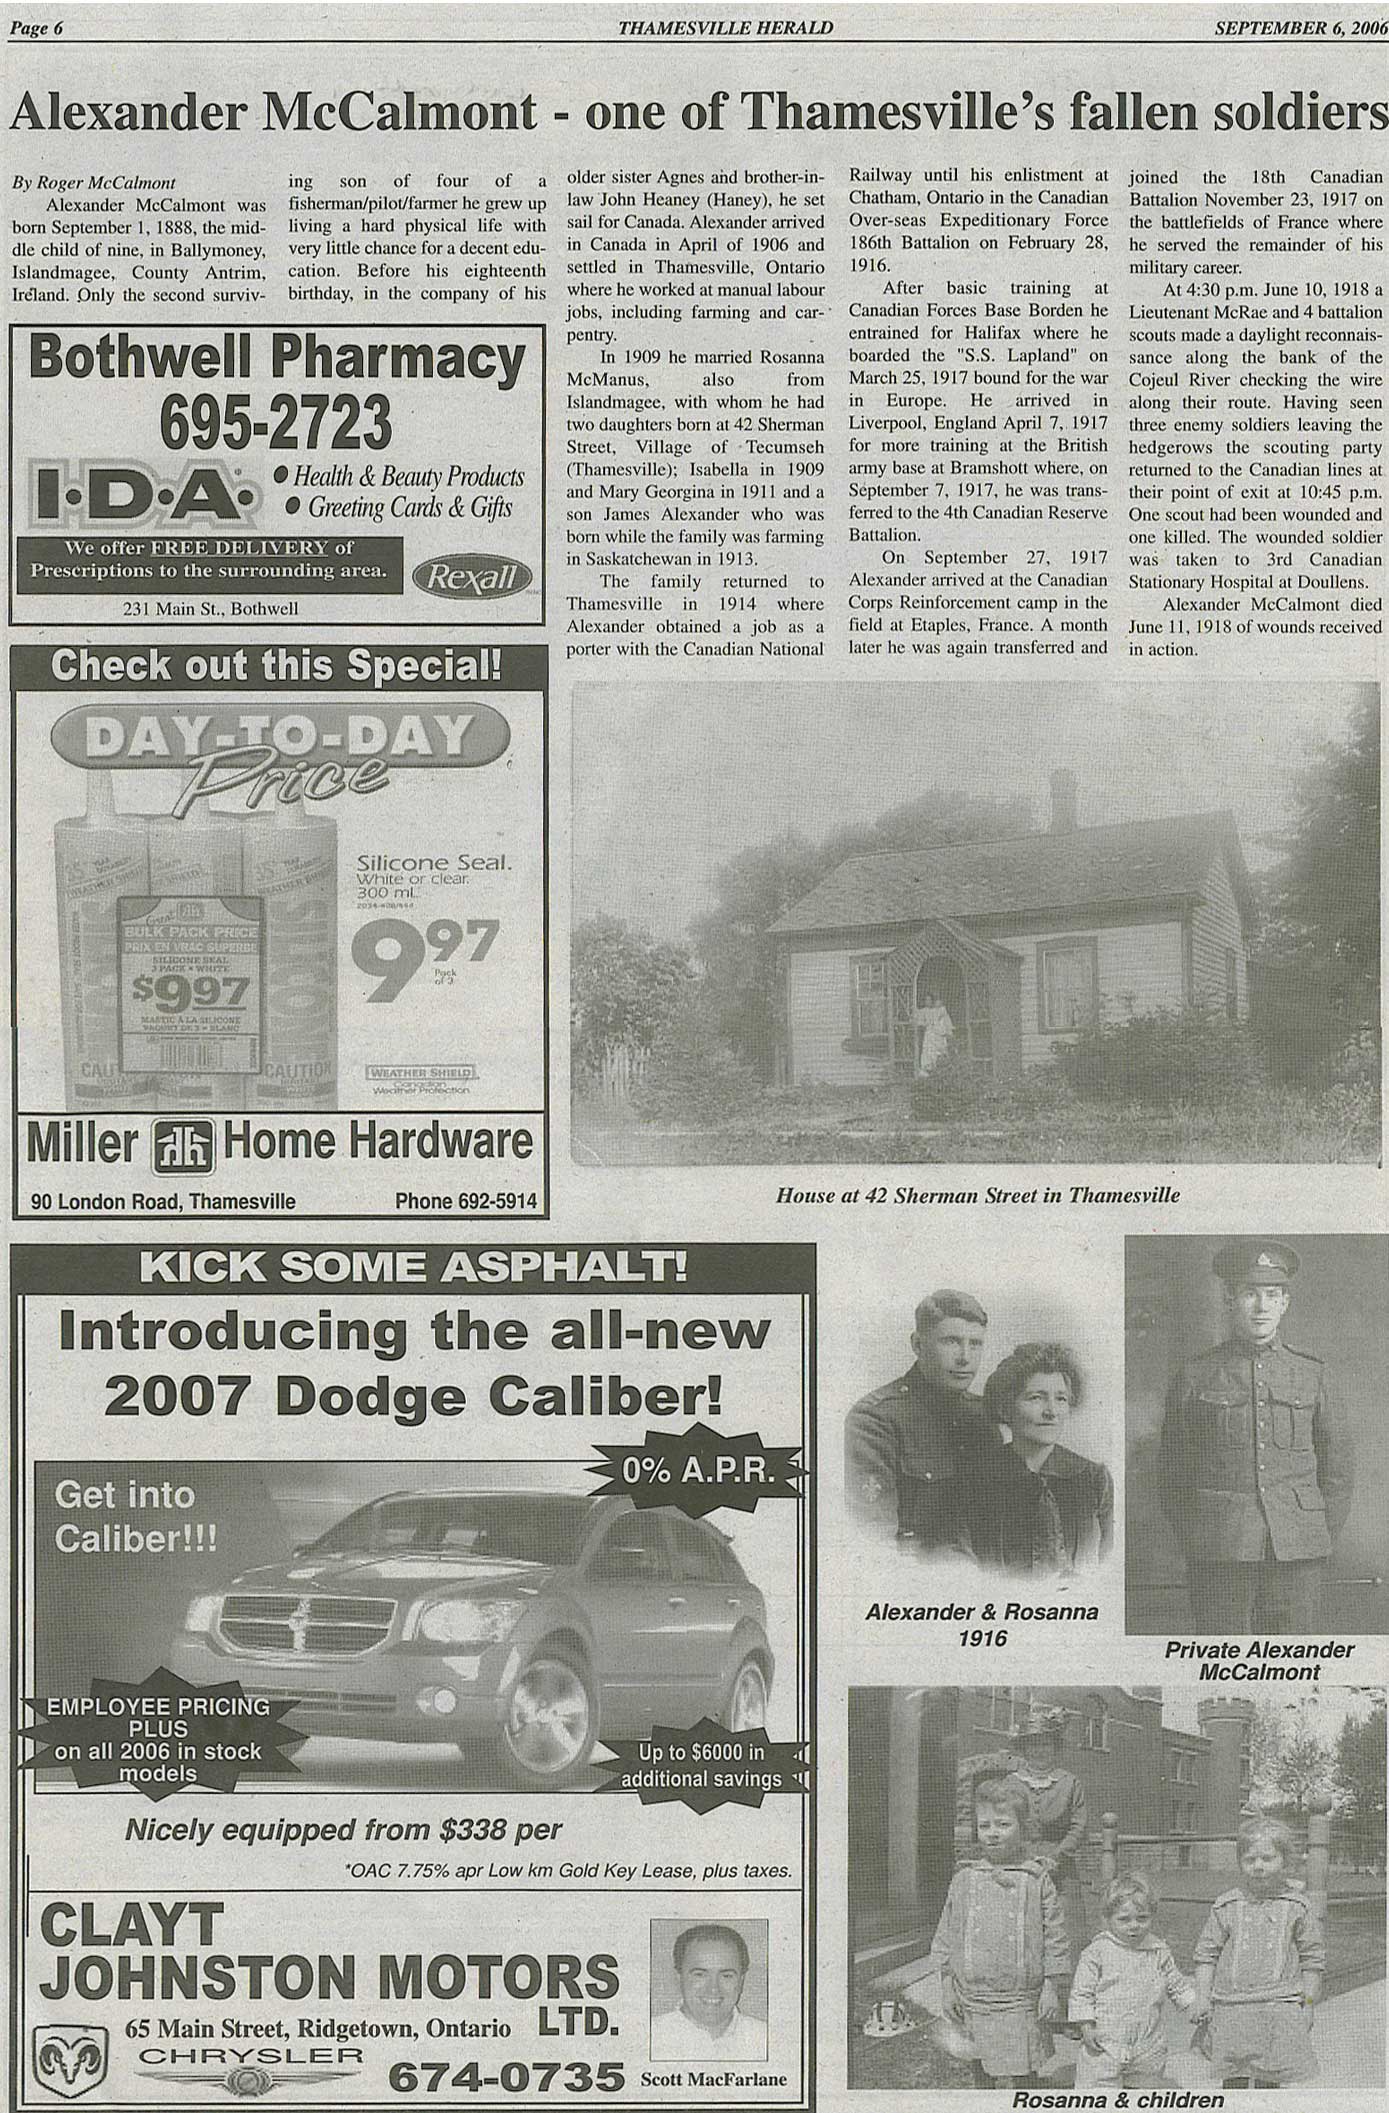 Page 6
THAMESVILLE HERALD
SEPTEMBER 6, 2006
Alexander McCalmont - one of Thamesville's fallen soldiers
By Roger McCalmont
Alexander McCalmont was
born September 1, 1888, the mid-
dle child of nine, in Ballymoney,
Islandmagee, County Antrim,
Ireland. Only the second surviv-
ing son of four of a
fisherman/pilot/farmer he grew up
living a hard physical life with
very little chance for a decent edu-
cation. Before his eighteenth
birthday, in the company of his
older sister Agnes and brother-in-
law John Heaney (Haney), he set
sail for Canada. Alexander arrived
in Canada in April of 1906 and
settled in Thamesville, Ontario
where he worked at manual labour
jobs, including farming and car-
pentry.
In 1909 he married Rosanna
McManus, also from
Islandmagee, with whom he had
two daughters born at 42 Sherman
Street, Village of Tecumseh
(Thamesville); Isabella in 1909
and Mary Georgina in 1911 and a
son James Alexander who was
born while the family was farming
in Saskatchewan in 1913.
The family returned to
Thamesville in 1914 where
Alexander obtained a job as a
porter with the Canadian National
Railway until his enlistment at
Chatham, Ontario in the Canadian
Over-seas Expeditionary Force
186th Battalion on February 28,
1916.
After basic training at
Canadian Forces Base Borden he
entrained for Halifax where he
boarded the "S.S. Lapland" on
March 25, 1917 bound for the war
in Europe. He arrived in
Liverpool, England April 7, 1917
for more training at the British
army base at Bramshott where, on
September 7, 1917, he was trans-
ferred to the 4th Canadian Reserve
Battalion.
On September 27, 1917
Alexander arrived at the Canadian
Corps Reinforcement camp in the
field at Etaples, France. A month
later he was again transferred and
joined the 18th Canadian
Battalion November 23, 1917 on
the battlefields of France where
he served the remainder of his
military career.
At 4:30 p.m. June 10, 1918 a
Lieutenant McRae and 4 battalion
scouts made a daylight reconnais-
sance along the bank of the
Cojeul River checking the wire
along their route. Having seen
three enemy soldiers leaving the
hedgerows the scouting party
returned to the Canadian lines at
their point of exit at 10:45 p.m.
One scout had been wounded and
one killed. The wounded soldier
was taken to 3rd Canadian
Stationary Hospital at Doullens.
Alexander McCalmont died
June 11, 1918 of wounds received
in action.
Bothwell Pharmacy
695-2723
I•D•A•
• Health & Beauty Products
• Greeting Cards & Gifts
We offer FREE DELIVERY of
Prescriptions to the surrounding area.
Rexall
231 Main St., Bothwell
Check out this Special!
DAY-TO-DAY
Price
Silicone Seal.
White or clear.
300 mL.
9 97
Pack
of 3
WEATHER SHIELD
Great
BULK PACK PRICE
PRIX EN VRAC SUPERBE
SILICONE SEAL
3 PACK • WHITE
$9.97
MASTIC À LA SILICONE
PAQUET DE 3 • BLANC
CAUTION
WEATHER SHIELD
Canadian
Weather Protection
Miller Home Hardware
90 London Road, Thamesville
Phone 692-5914
House at 42 Sherman Street in Thamesville
KICK SOME ASPHALT!
Introducing the all-new
2007 Dodge Caliber!
Get into
Caliber!!!
0% A.P.R.
EMPLOYEE PRICING
PLUS
on all 2006 in stock
models
Up to $6000 in
additional savings
Nicely equipped from $338 per
*OAC 7.75% apr Low km Gold Key Lease, plus taxes.
CLAYT
JOHNSTON MOTORS
LTD.
65 Main Street, Ridgetown, Ontario
CHRYSLER
674-0735
Scott MacFarlane
Alexander & Rosanna
1916
Private Alexander
McCalmont
Rosanna & children